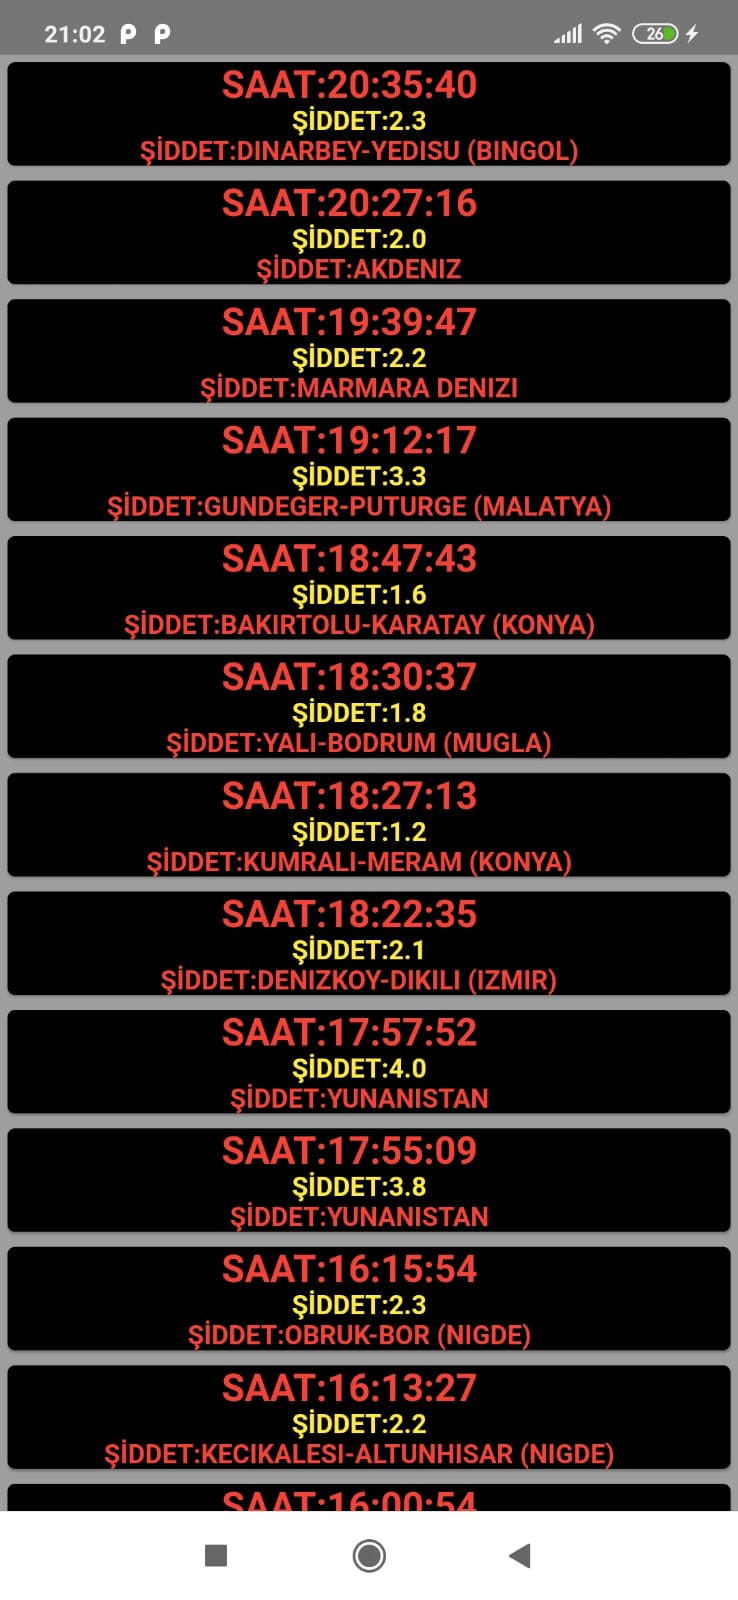 21:02
26
SAAT:20:35:40
ŞİDDET:2.3
ŞİDDET:DINARBEY-YEDISU (BINGOL)
SAAT:20:27:16
ŞİDDET:2.0
ŞİDDET:AKDENIZ
SAAT:19:39:47
ŞİDDET:2.2
ŞİDDET:MARMARA DENIZI
SAAT:19:12:17
ŞİDDET:3.3
ŞİDDET:GUNDEGER-PUTURGE (MALATYA)
SAAT:18:47:43
ŞİDDET:1.6
ŞİDDET:BAKIRTOLU-KARATAY (KONYA)
SAAT:18:30:37
ŞİDDET:1.8
ŞİDDET:YALI-BODRUM (MUGLA)
SAAT:18:27:13
ŞİDDET:1.2
ŞİDDET:KUMRALI-MERAM (KONYA)
SAAT:18:22:35
ŞİDDET:2.1
ŞİDDET:DENIZKOY-DIKILI (IZMIR)
SAAT:17:57:52
ŞİDDET:4.0
ŞİDDET:YUNANISTAN
SAAT:17:55:09
ŞİDDET:3.8
ŞİDDET:YUNANISTAN
SAAT:16:15:54
ŞİDDET:2.3
ŞİDDET:OBRUK-BOR (NIGDE)
SAAT:16:13:27
ŞİDDET:2.2
ŞİDDET:KECIKALESI-ALTUNHISAR (NIGDE)
SAAT:16:00:54